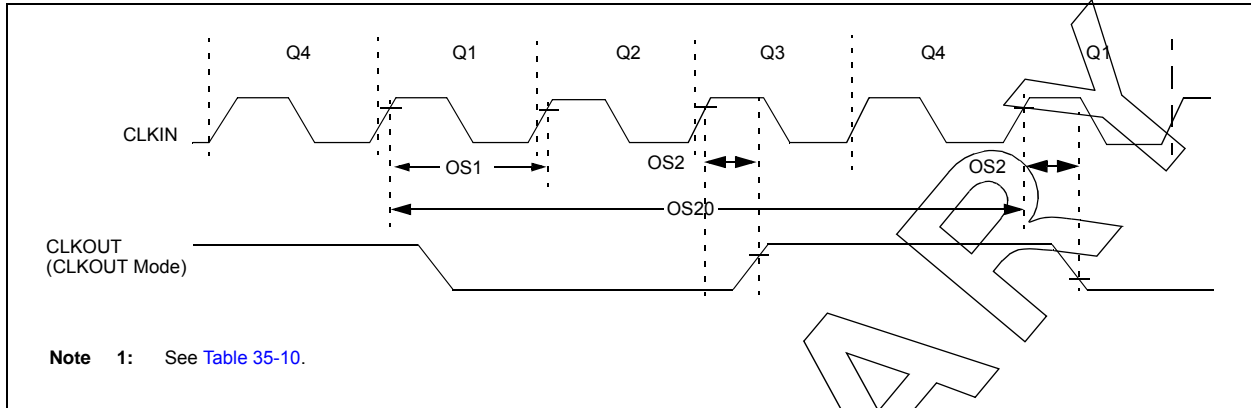 Q4 Q1 Q2 Q3 Q4 Q1
CLKIN
OS1 OS2 OS2
OS20
CLKOUT
(CLKOUT Mode)
Note 1: See Table 35-10.
A R Y